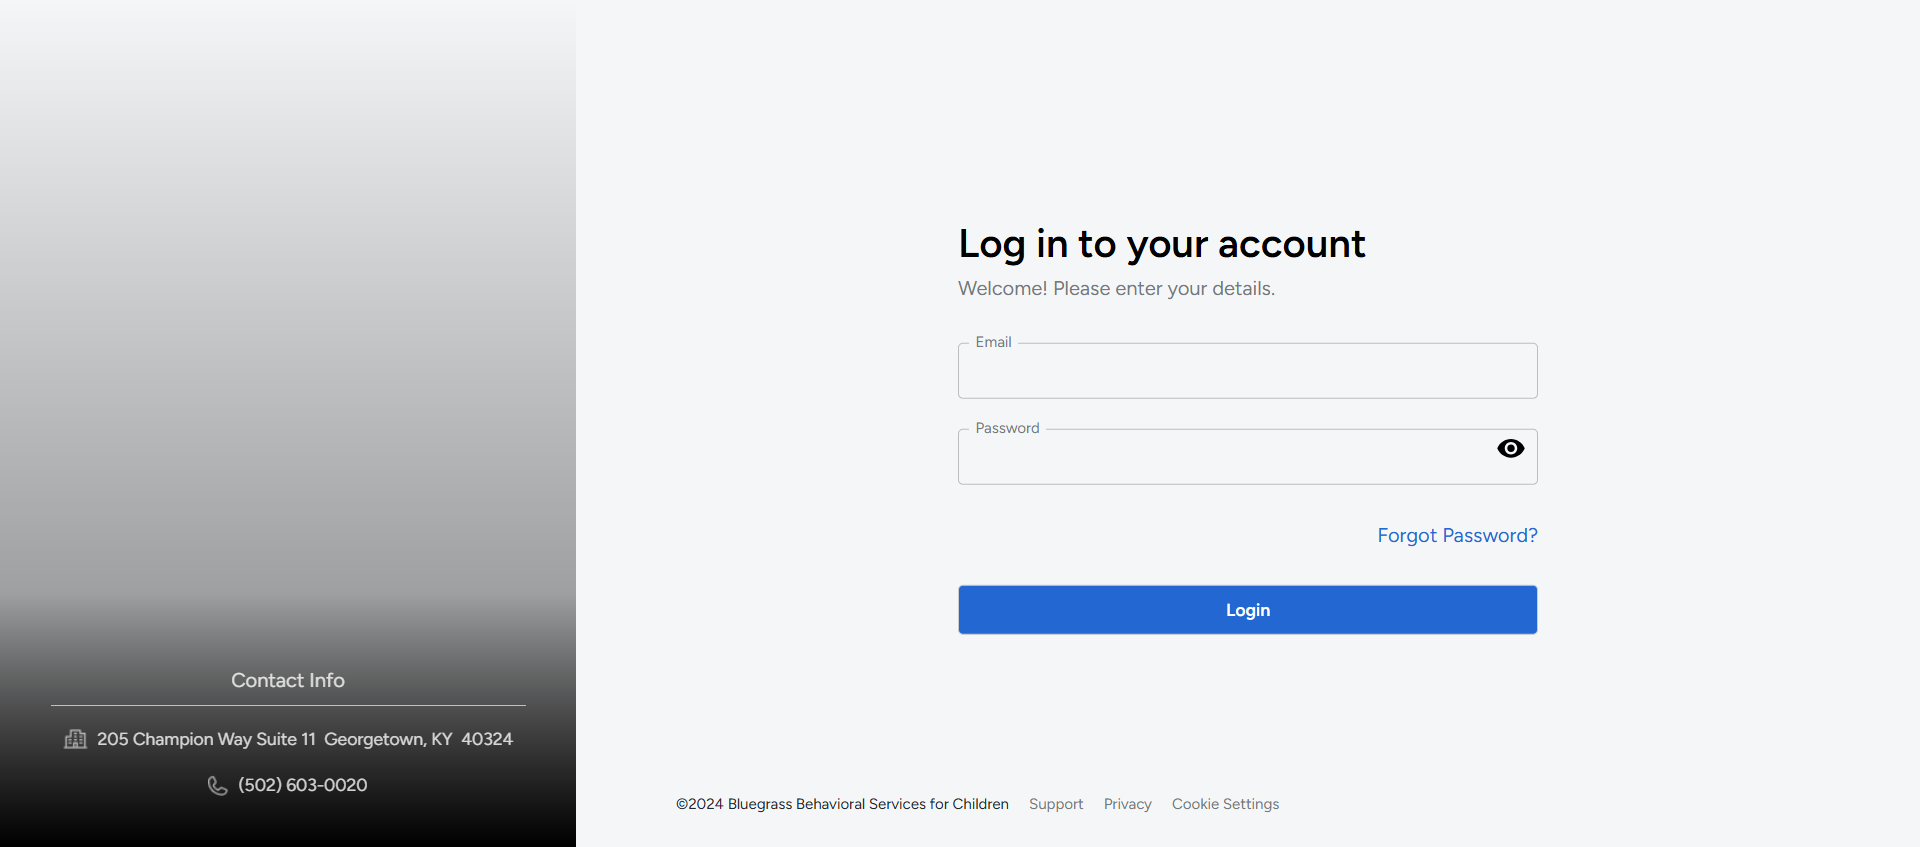 Log in to your account
Welcome! Please enter your details.
Email
Password
Forgot Password?
Login
Contact Info
205 Champion Way Suite 11 Georgetown, KY 40324
(502) 603-0020
©2024 Bluegrass Behavioral Services for Children Support Privacy Cookie Settings